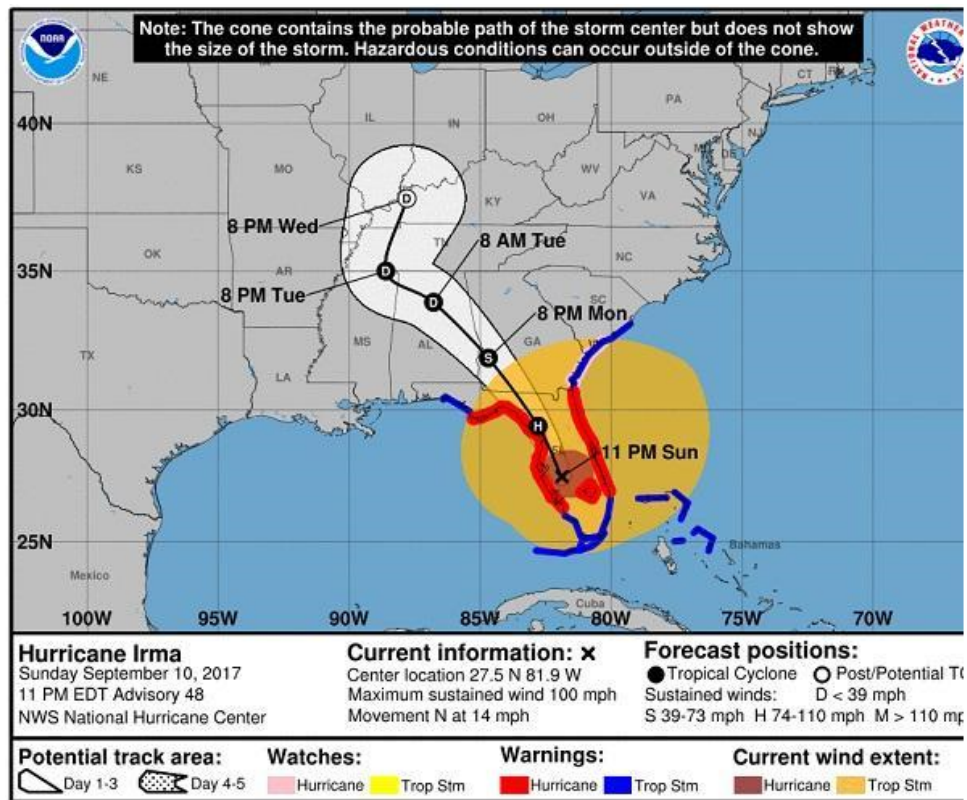 Note: The cone contains the probable path of the storm center but does not show
the size of the storm. Hazardous conditions can occur outside of the cone.
NOAA
NE
CT
PA
NJ
40N
IL
IN
OH
DE
KS
MO
WV
VA
KY
8 PM Wed
8 AM Tue
OK
NC
35N
AR
8 PM Tue
D
D
D
SC
8 PM Mon
TX
MS
AL
GA
S
LA
30N
H
11 PM Sun
25N
Bahamas
Mexico
Cuba
100W 95W 90W 85W 80W 75W 70W
Hurricane Irma
Sunday September 10, 2017
11 PM EDT Advisory 48
NWS National Hurricane Center
Current information: ×
Center location 27.5 N 81.9 W
Maximum sustained wind 100 mph
Movement N at 14 mph
Forecast positions:
Tropical Cyclone Post/Potential TC
Sustained winds: D < 39 mph
S 39-73 mph H 74-110 mph M > 110 mp
Potential track area:
Day 1-3 Day 4-5
Watches:
Hurricane Trop Stm
Warnings:
Hurricane Trop Stm
Current wind extent:
Hurricane Trop Stm